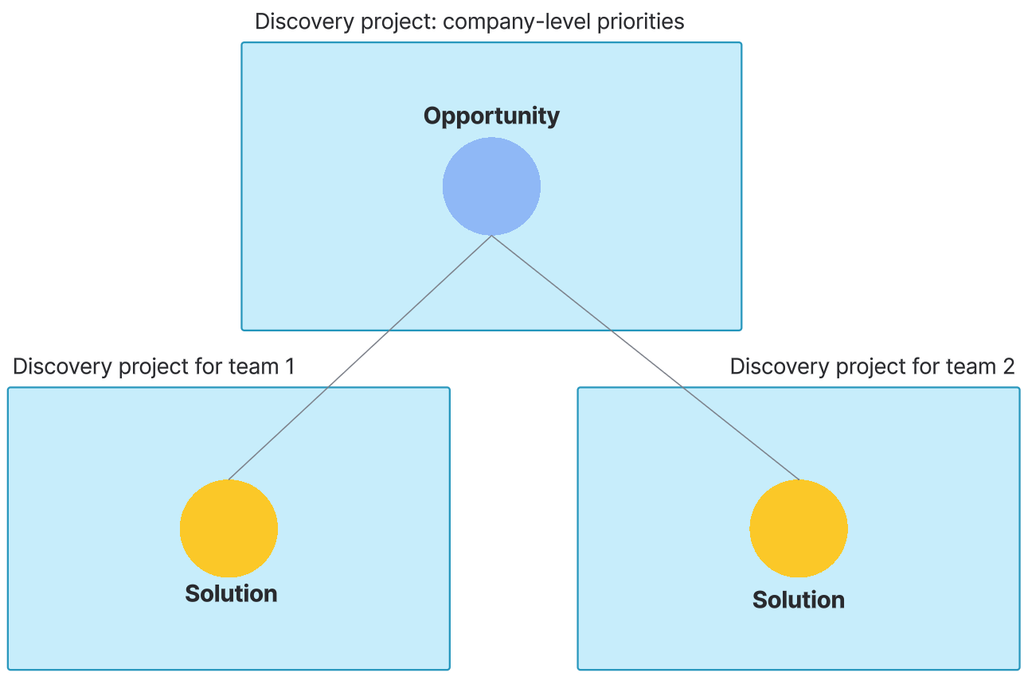 Discovery project: company-level priorities
Opportunity
Discovery project for team 1
Discovery project for team 2
Solution
Solution